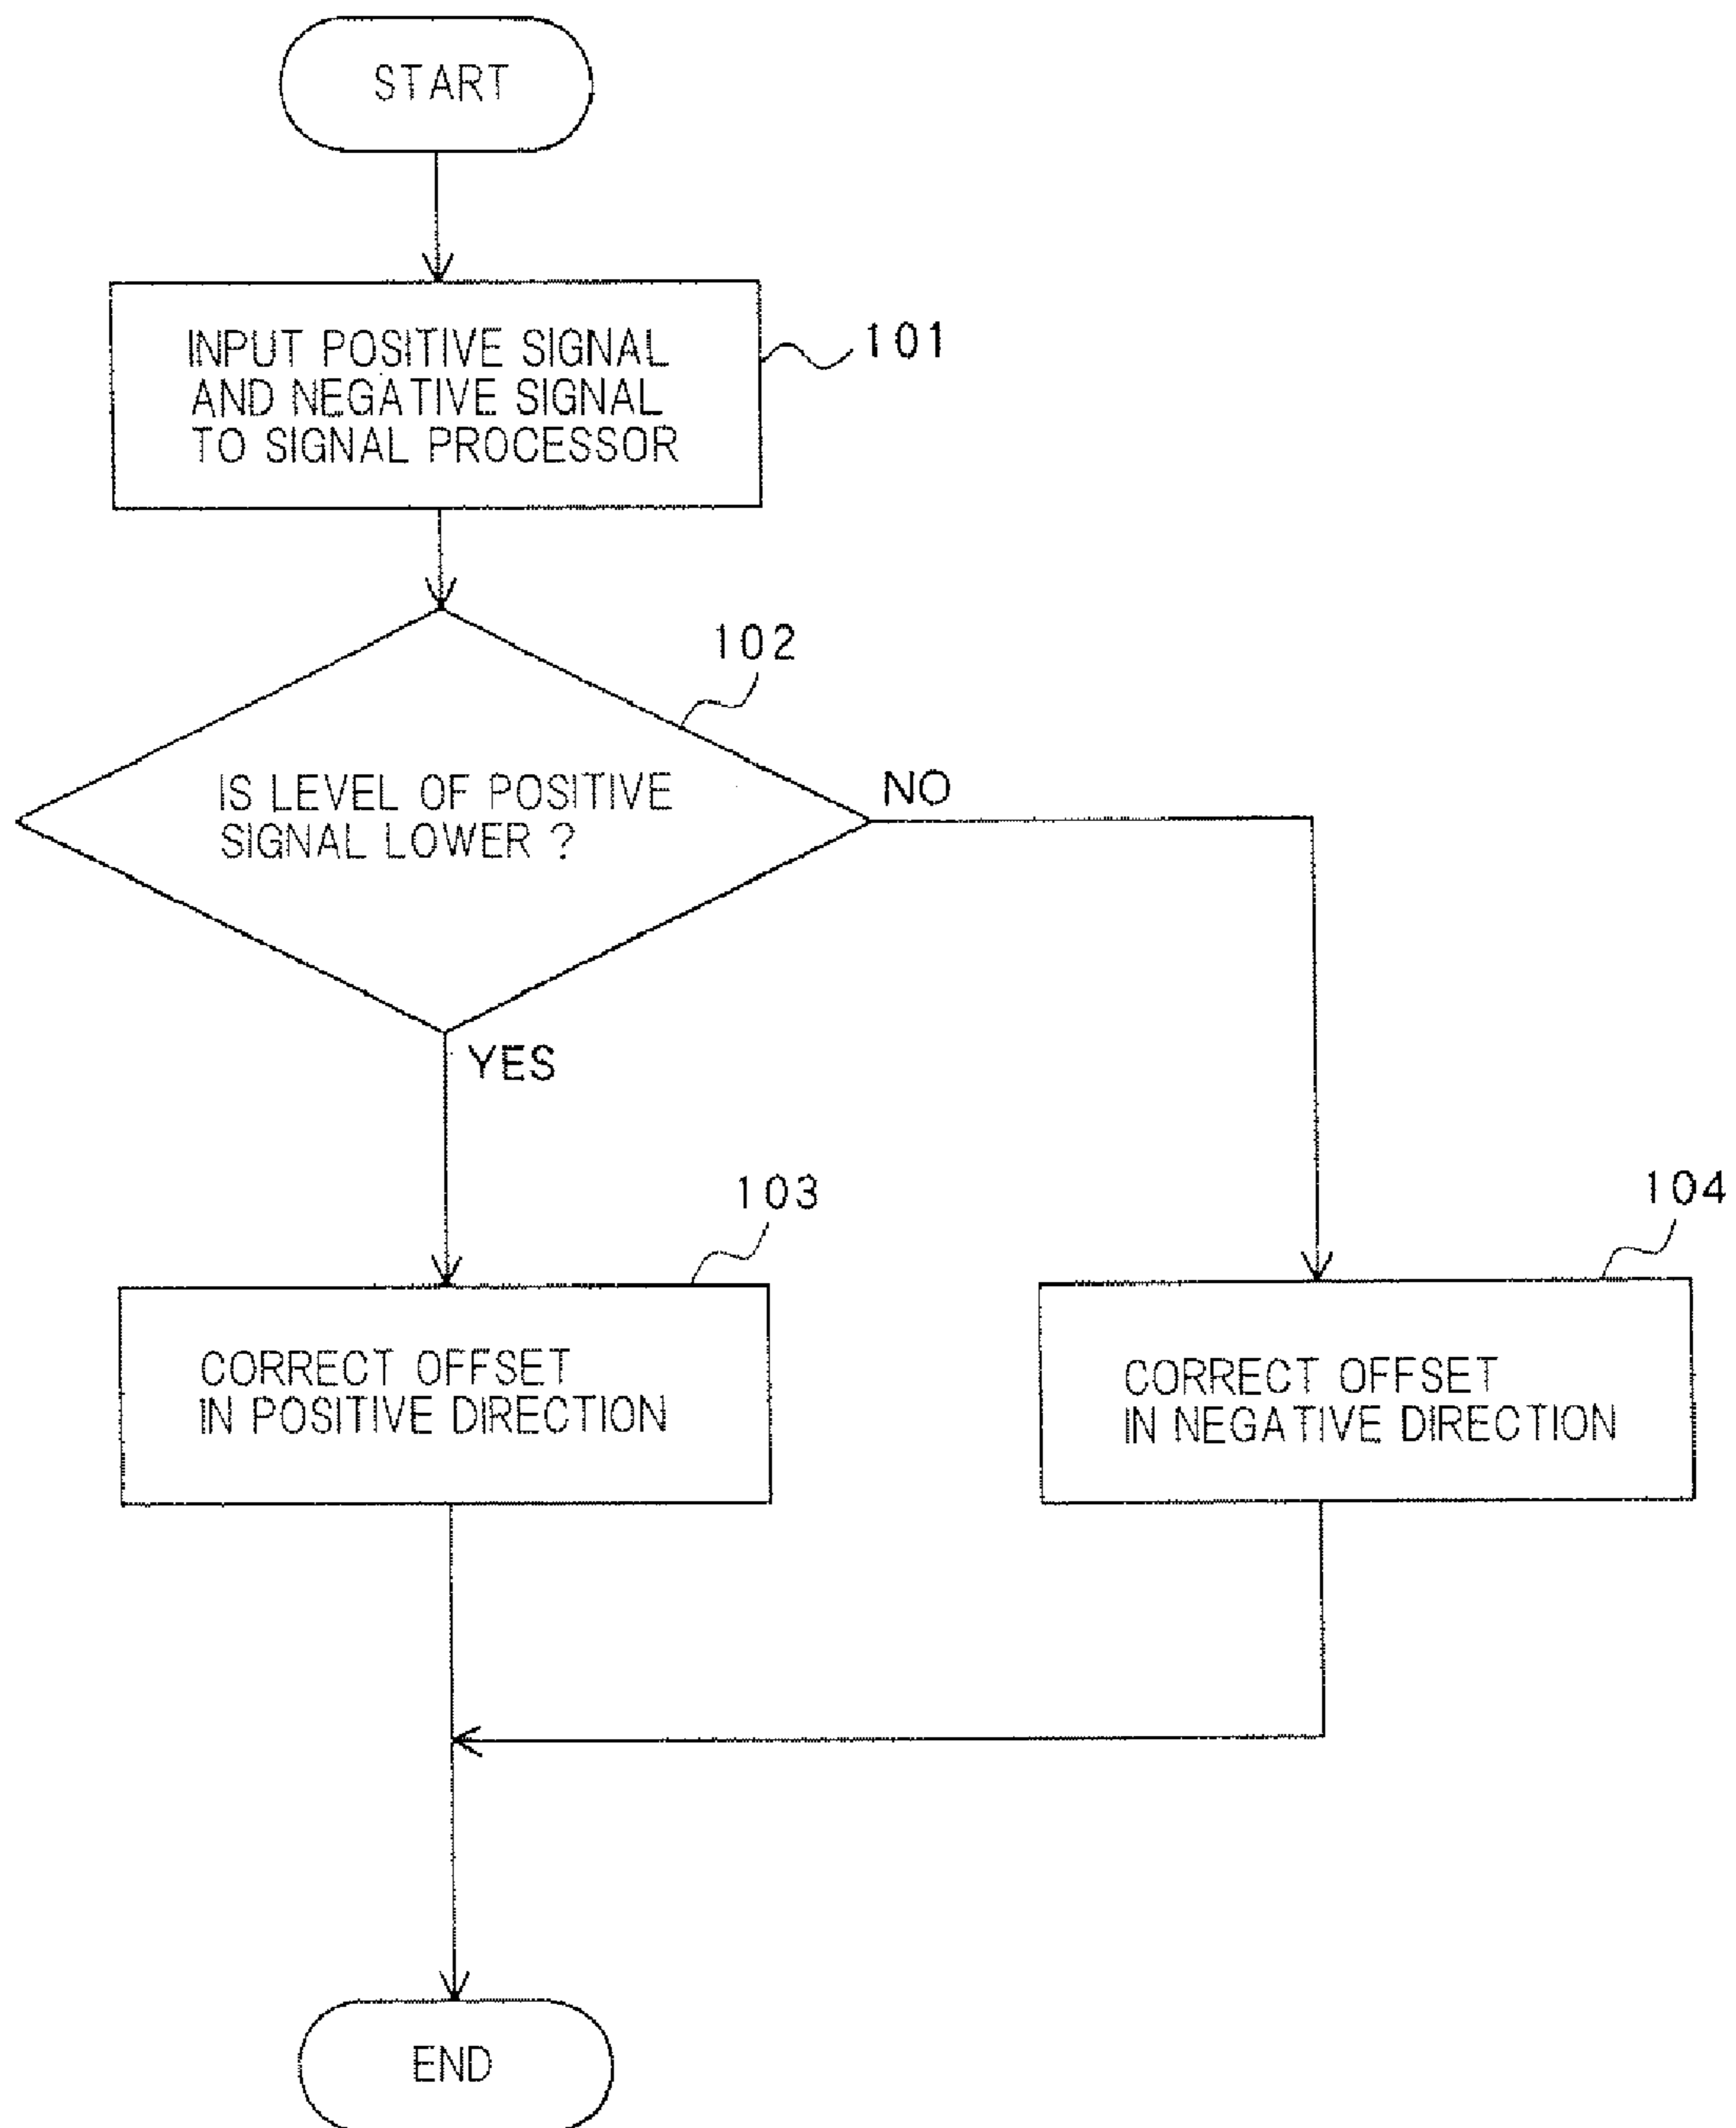 START
INPUT POSITIVE SIGNAL
AND NEGATIVE SIGNAL
TO SIGNAL PROCESSOR
101
102
IS LEVEL OF POSITIVE
SIGNAL LOWER ?
NO
YES
103
CORRECT OFFSET
IN POSITIVE DIRECTION
104
CORRECT OFFSET
IN NEGATIVE DIRECTION
END